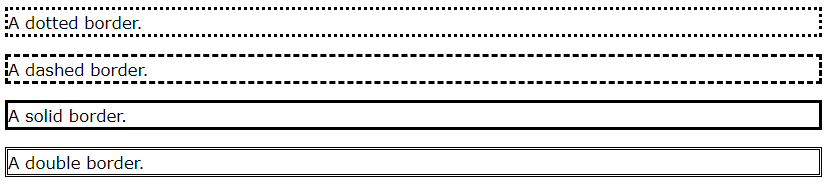 A dotted border.
A dashed border.
A solid border.
A double border.